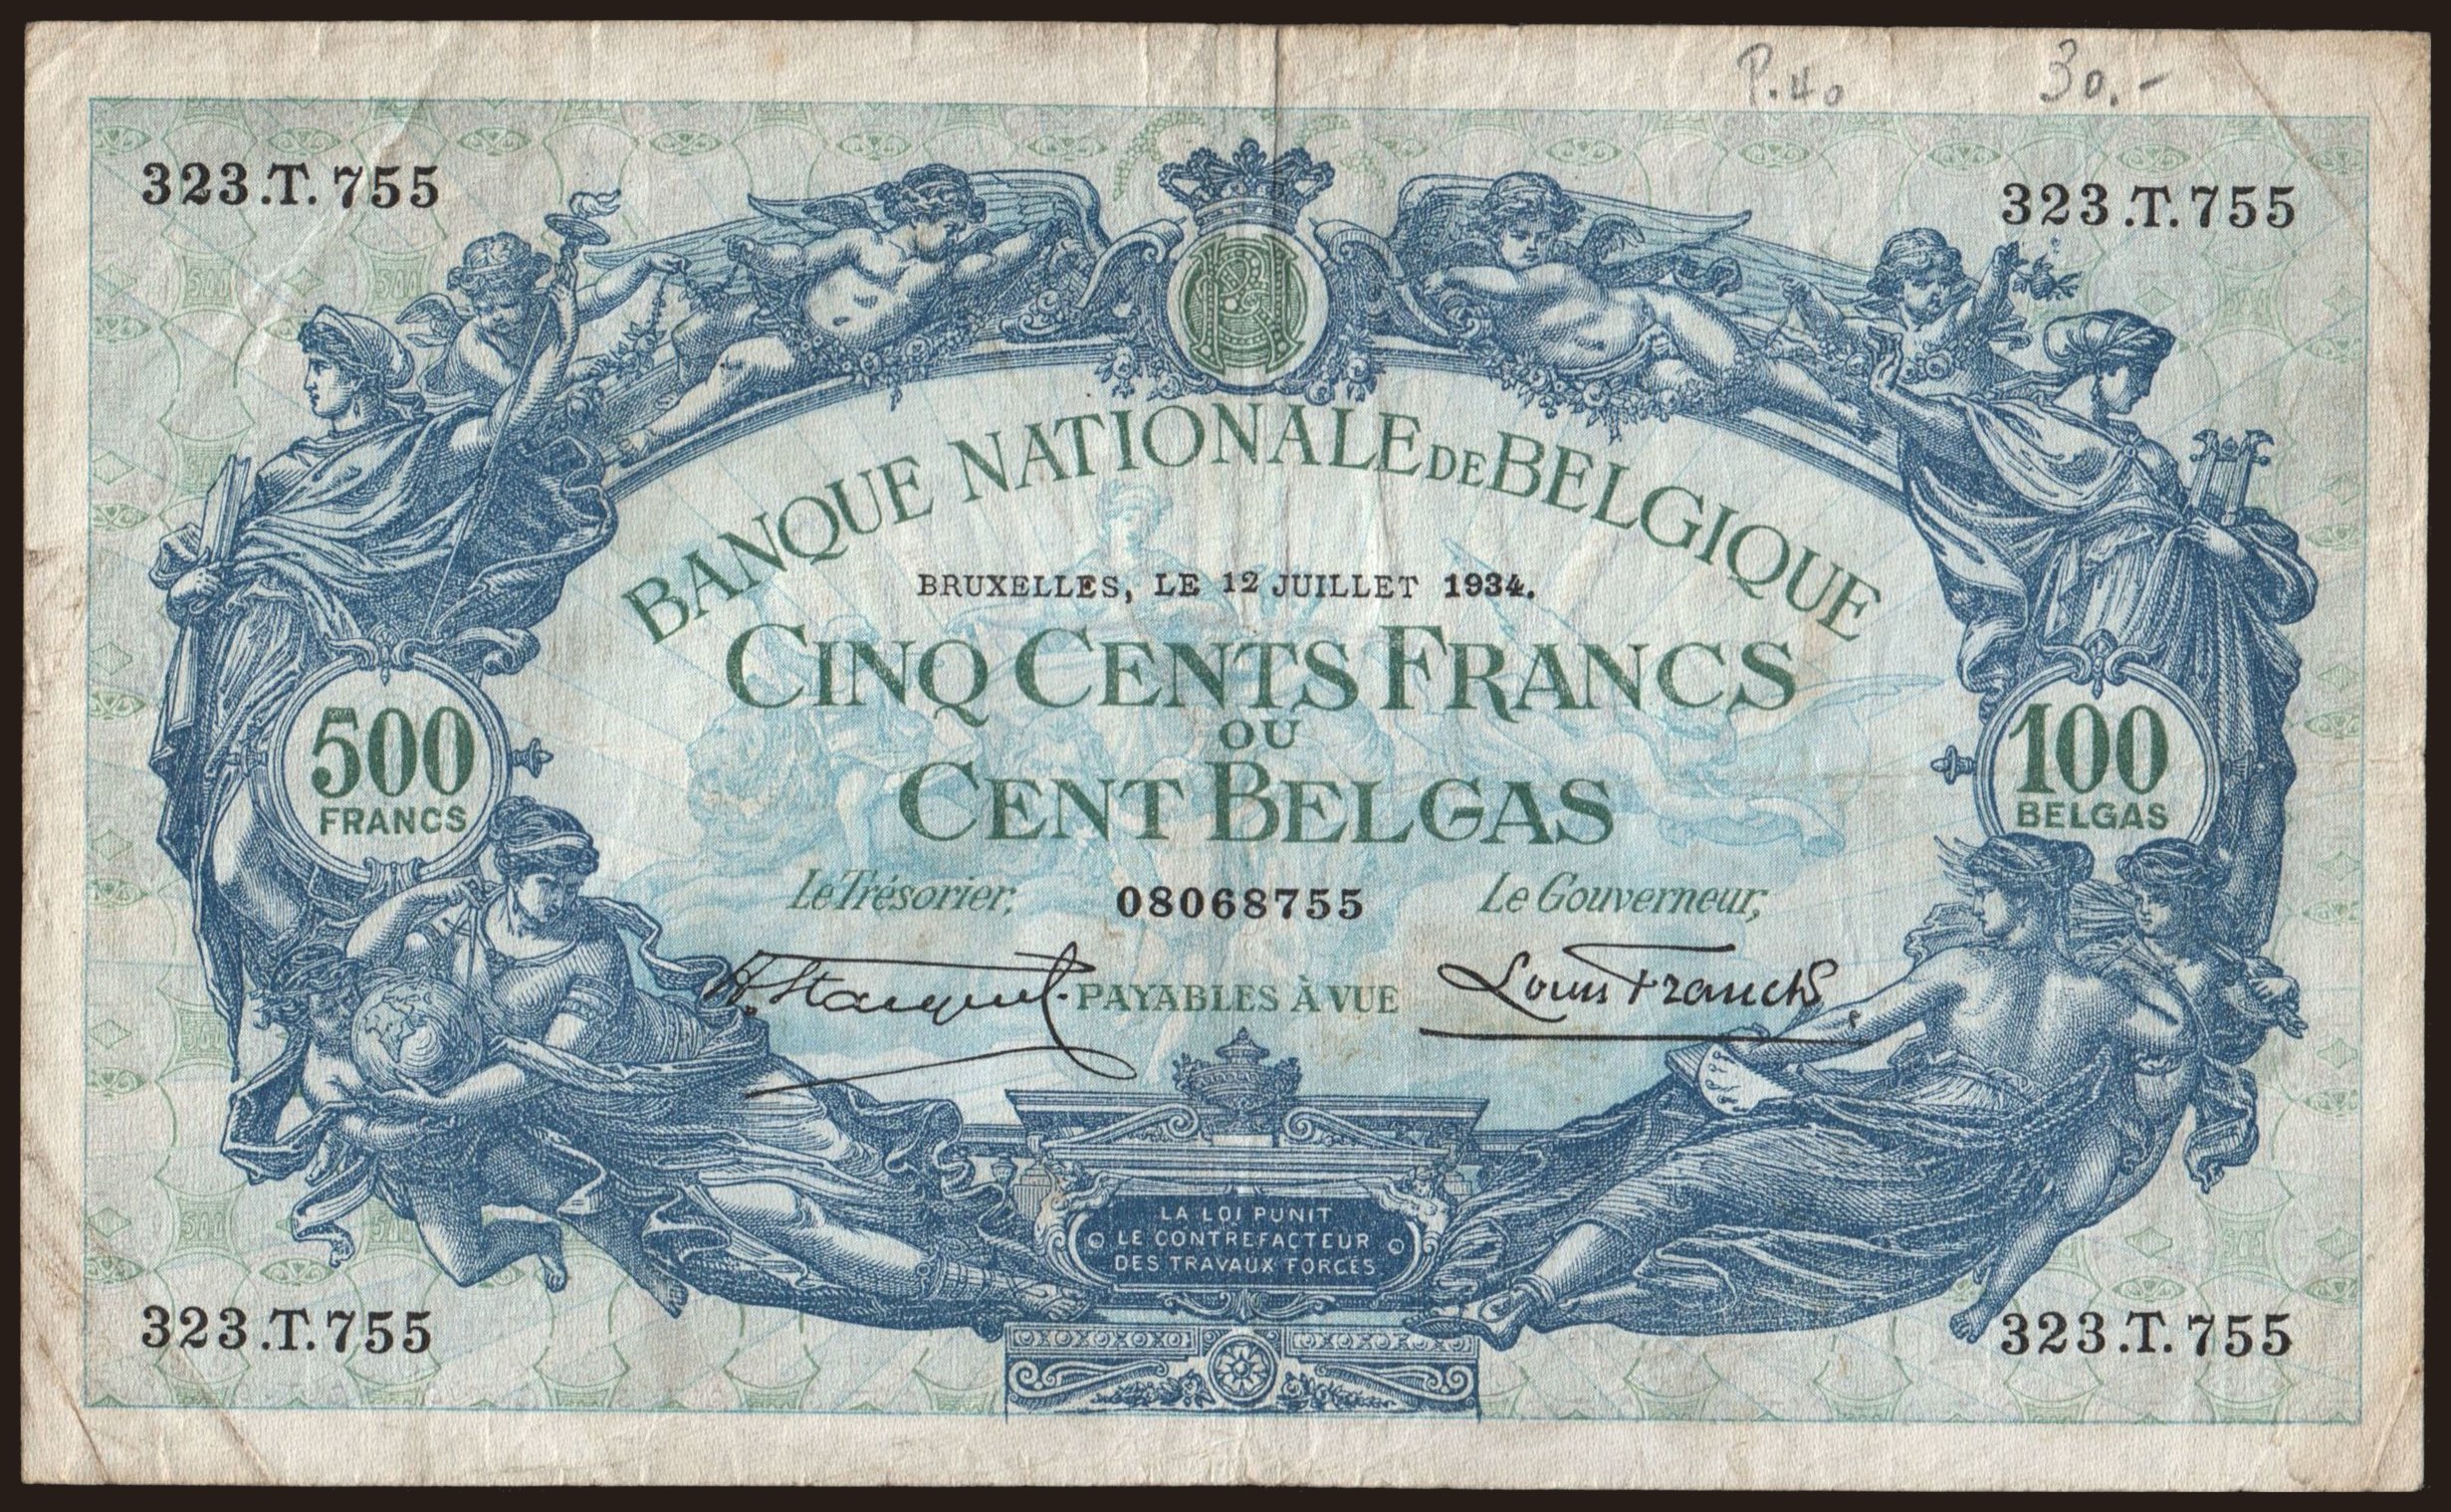 P.40 30.-
323.T.755 323.T.755
BANQUE NATIONALE DE BELGIQUE
BRUXELLES, LE 12 JUILLET 1934.
CINQ CENTS FRANCS
OU
CENT BELGAS
500
FRANCS
100
BELGAS
Le Trésorier, 08068755 Le Gouverneur,
PAYABLES À VUE
Louis Franck
LA LOI PUNIT
LE CONTREFACTEUR
DES TRAVAUX FORCÉS
323.T.755 323.T.755